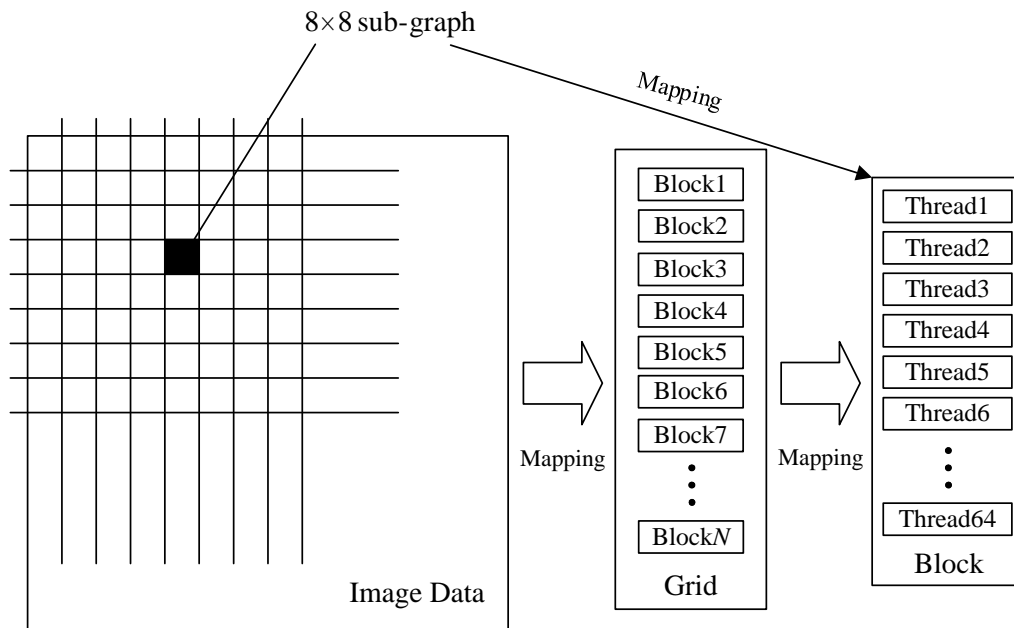 8×8 sub-graph
Mapping
Image Data
Mapping
Block1
Block2
Block3
Block4
Block5
Block6
Block7
BlockN
Grid
Mapping
Thread1
Thread2
Thread3
Thread4
Thread5
Thread6
Thread64
Block